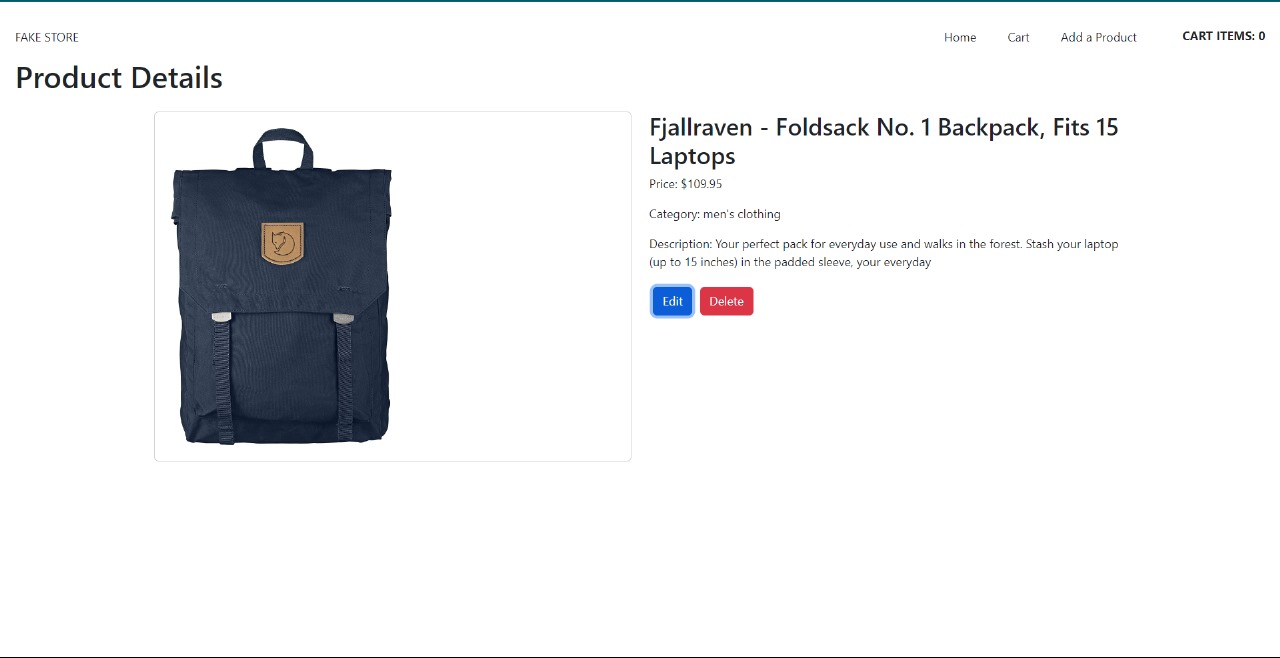 FAKE STORE
Home
Cart
Add a Product
CART ITEMS: 0
Product Details
Fjallraven - Foldsack No. 1 Backpack, Fits 15
Laptops
Price: $109.95
Category: men's clothing
Description: Your perfect pack for everyday use and walks in the forest. Stash your laptop
(up to 15 inches) in the padded sleeve, your everyday
Edit
Delete